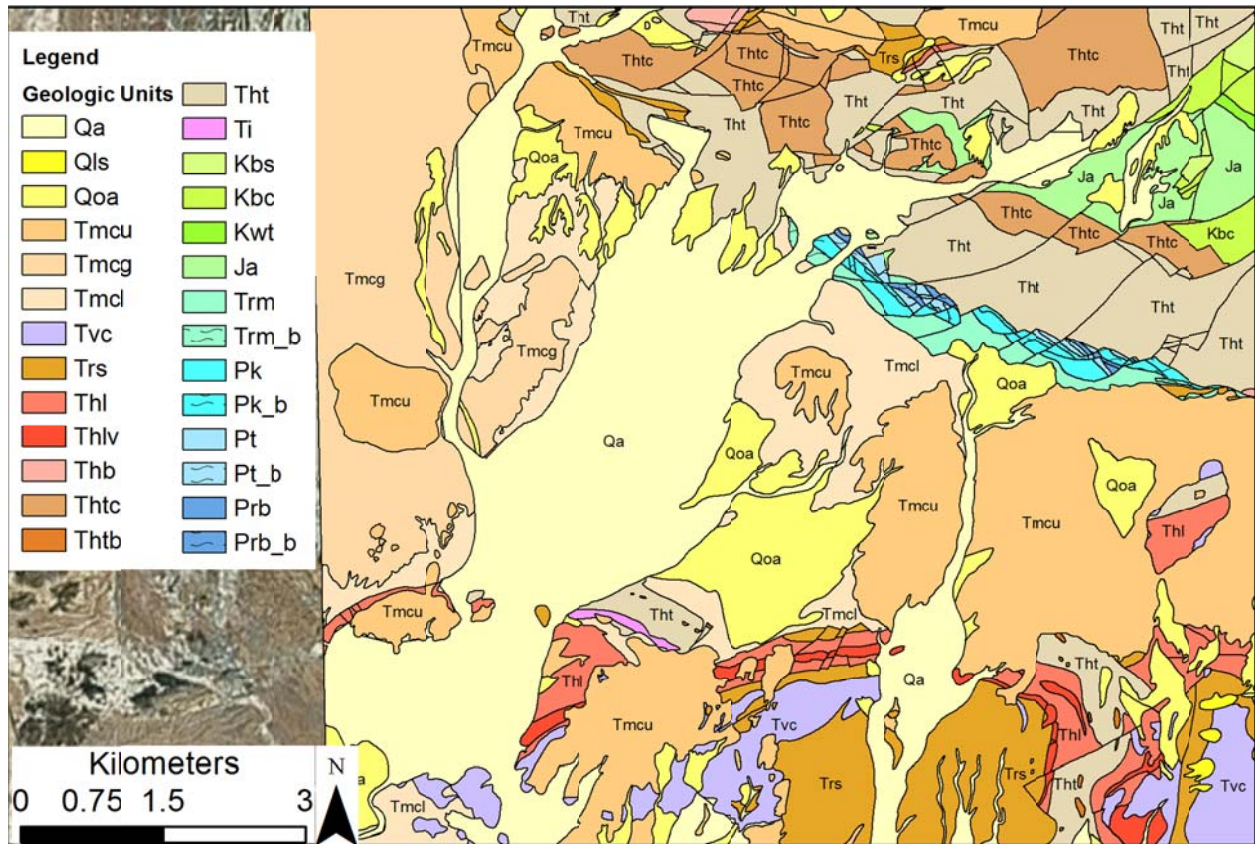 Legend
Geologic Units
Qa
Qls
Qoa
Tmcu
Tmcg
Tmcl
Tvc
Trs
Thl
Thlv
Thb
Thtc
Thtb
Tht
Ti
Kbs
Kbc
Kwt
Ja
Trm
Trm_b
Pk
Pk_b
Pt
Pt_b
Prb
Prb_b
Kilometers
0 0.75 1.5 3
N
Tmcu
Tht
Tmcu
Tht
Tht
Thtc
Thtc
Trs
Thtc
Tht
Thtc
Tht
Tht
Tht
Tmcu
Tht
Thtc
Tht
Qoa
Thtc
Ja
Ja
Ja
Thtc
Thtc
Thtc
Kbc
Tht
Tmcg
Tht
Tht
Tmcg
Tmcu
Tmcl
Tht
Qoa
Tmcu
Qa
Qoa
Qoa
Tmcu
Tmcu
Thl
Qoa
Tmcu
Tht
Tmcl
Tht
Thl
Qa
Tmcu
Tvc
Thl
Trs
Trs
Tht
Tvc
a
Tmcl